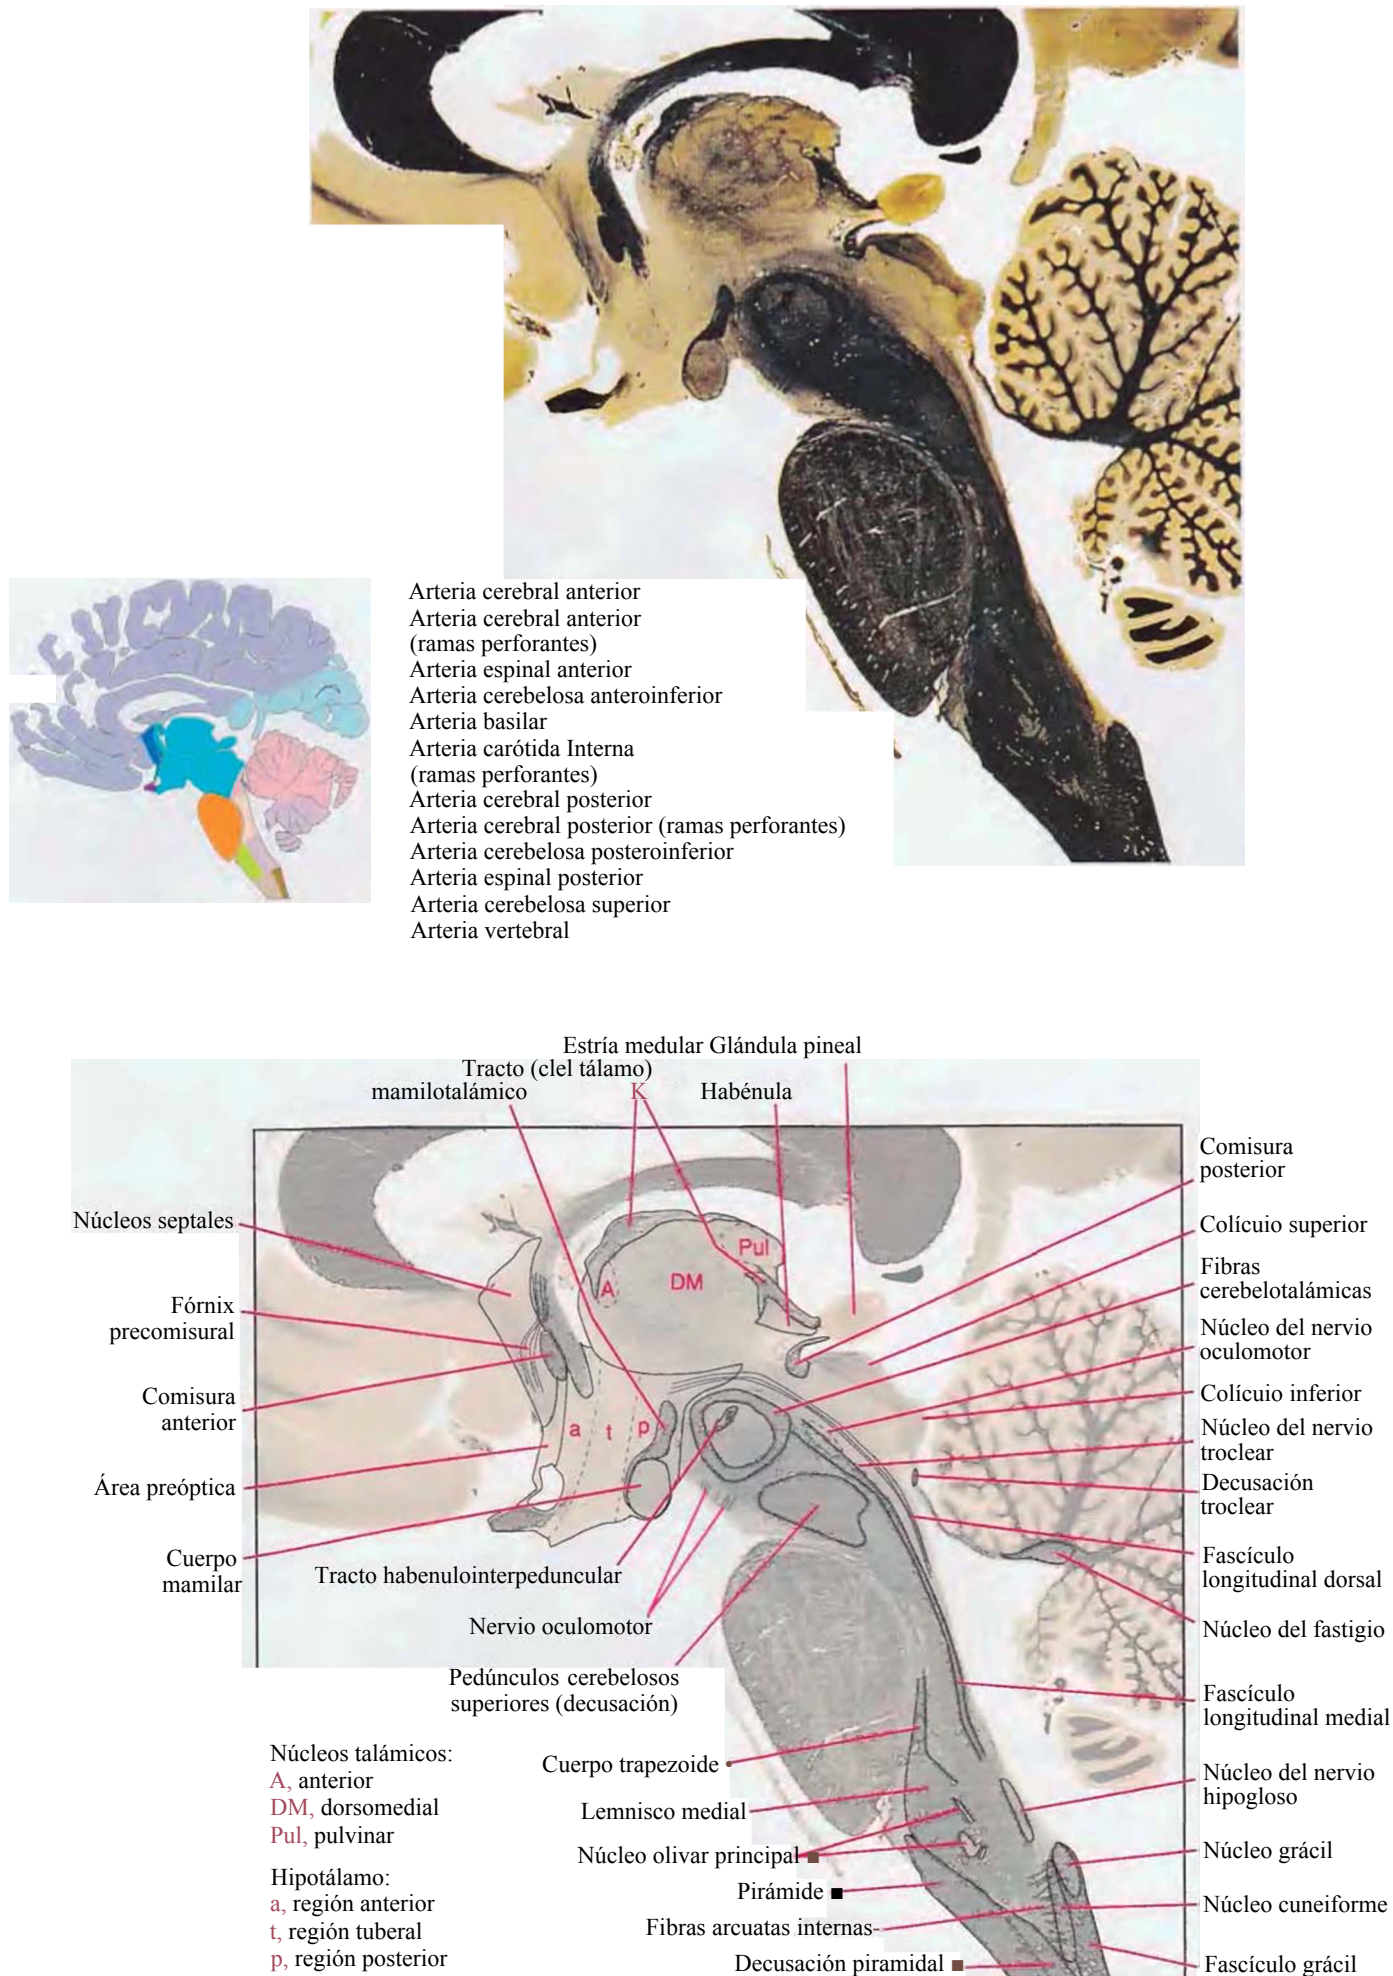 Arteria cerebral anterior
Arteria cerebral anterior
(ramas perforantes)
Arteria espinal anterior
Arteria cerebelosa anteroinferior
Arteria basilar
Arteria carótida Interna
(ramas perforantes)
Arteria cerebral posterior
Arteria cerebral posterior (ramas perforantes)
Arteria cerebelosa posteroinferior
Arteria espinal posterior
Arteria cerebelosa superior
Arteria vertebral
Estría medular Glándula pineal
Tracto (clel tálamo)
mamilotalámico
K
Habénula
Núcleos septales
Fórnix
precomisural
Comisura
anterior
Área preóptica
Cuerpo
mamilar
Pul
DM
A
a
t
p
Comisura
posterior
Colícuio superior
Fibras
cerebelotalámicas
Núcleo del nervio
oculomotor
Colícuio inferior
Núcleo del nervio
troclear
Decusación
troclear
Fascículo
longitudinal dorsal
Núcleo del fastigio
Fascículo
longitudinal medial
Núcleo del nervio
hipogloso
Núcleo grácil
Núcleo cuneiforme
Fascículo grácil
Tracto habenulointerpeduncular
Nervio oculomotor
Pedúnculos cerebelosos
superiores (decusación)
Cuerpo trapezoide
Lemnisco medial
Núcleo olivar principal
Pirámide
Fibras arcuatas internas
Decusación piramidal
Núcleos talámicos:
A, anterior
DM, dorsomedial
Pul, pulvinar
Hipotálamo:
a, región anterior
t, región tuberal
p, región posterior